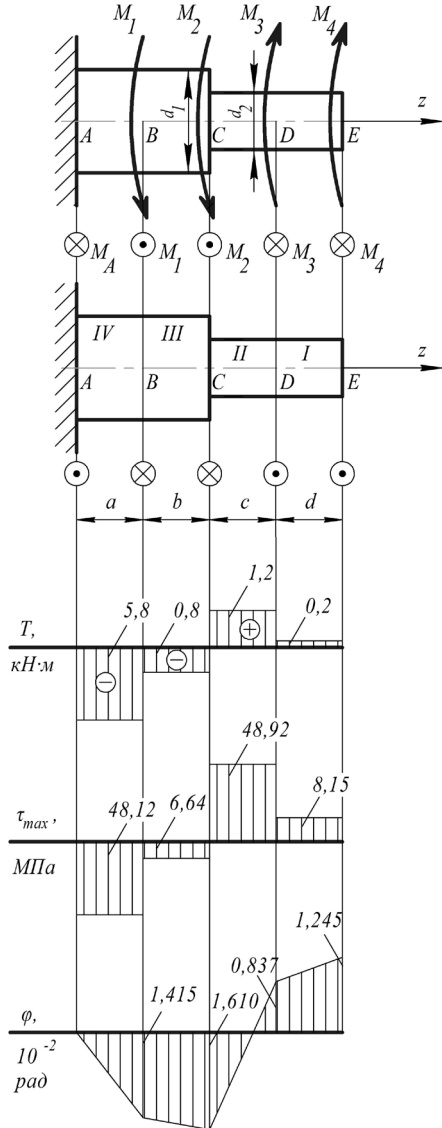 M1 M2 M3 M4
d1 d2
A B C D E z
MA M1 M2 M3 M4
IV III II I
A B C D E z
a b c d
1,2
5,8 0,8 0,2
T,
кН·м
48,92
48,12 6,64 8,15
τmax,
МПа
1,245
0,837
1,415 1,610
φ,
10-2
рад